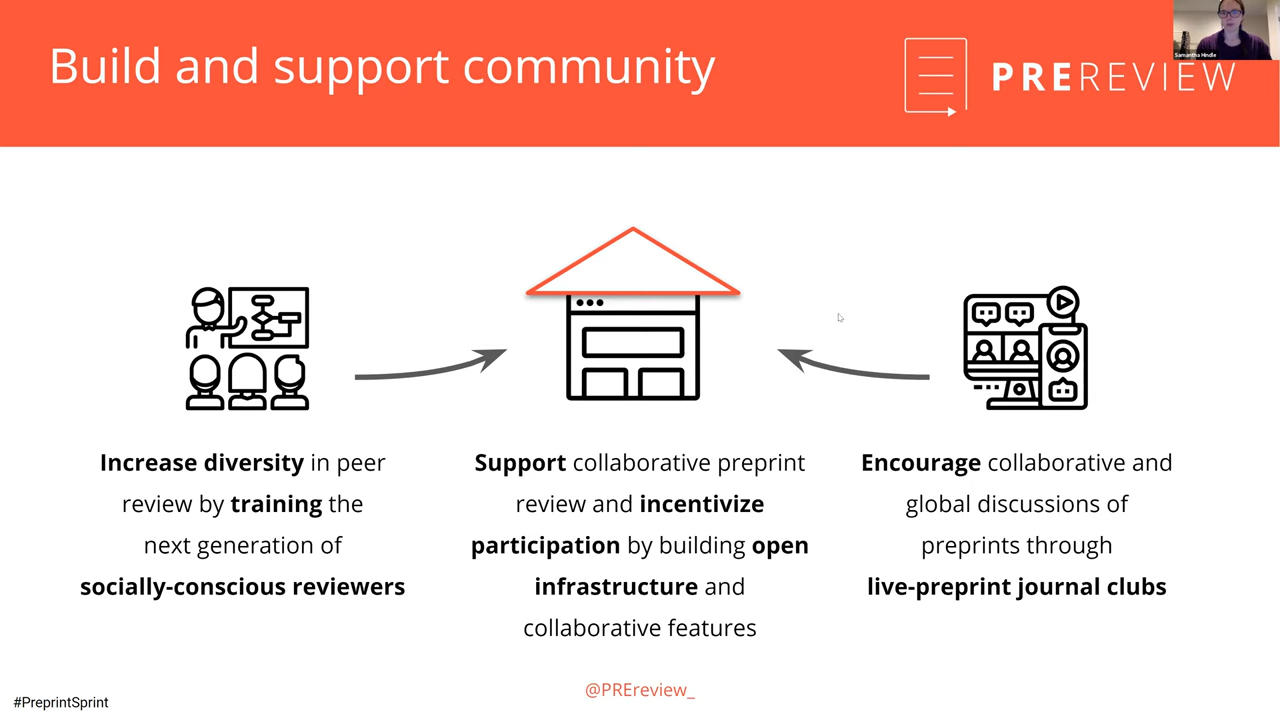 Build and support community
PREREVIEW
Samantha Hindle
Increase diversity in peer
review by training the
next generation of
socially-conscious reviewers
Support collaborative preprint
review and incentivize
participation by building open
infrastructure and
collaborative features
Encourage collaborative and
global discussions of
preprints through
live-preprint journal clubs
@PREreview_
#PreprintSprint